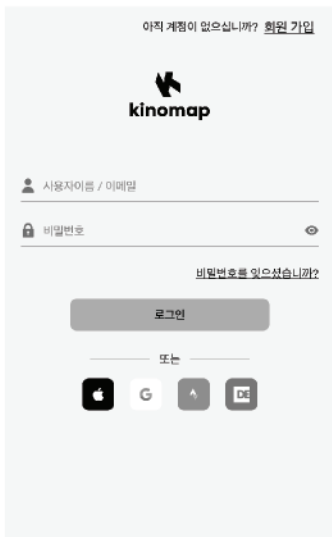 아직 계정이 없으십니까? 회원 가입
kinomap
사용자이름 / 이메일
비밀번호
비밀번호를 잊으셨습니까?
로그인
또는
G
DE